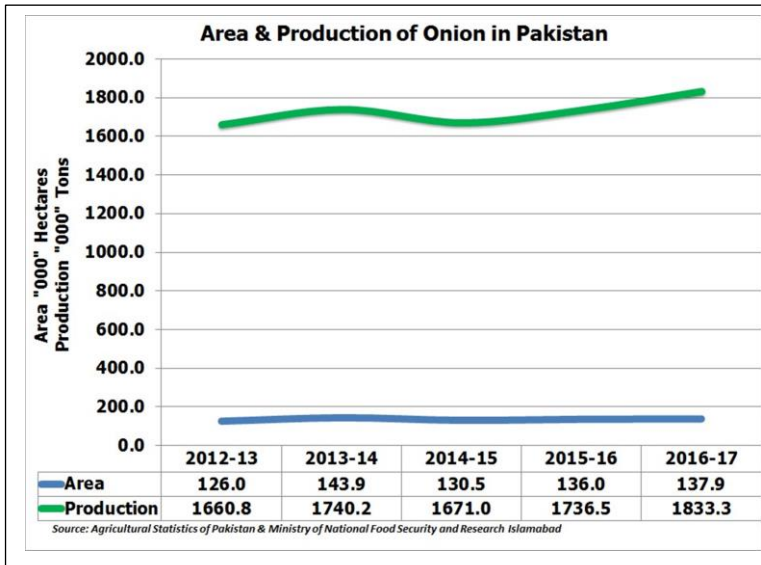 Area & Production of Onion in Pakistan
2000.0
1800.0
1600.0
1400.0
1200.0
1000.0
800.0
600.0
400.0
200.0
0.0
Area "000" Hectares
Production "000" Tons
2012-13 2013-14 2014-15 2015-16 2016-17
Area 126.0 143.9 130.5 136.0 137.9
Production 1660.8 1740.2 1671.0 1736.5 1833.3
Source: Agricultural Statistics of Pakistan & Ministry of National Food Security and Research Islamabad